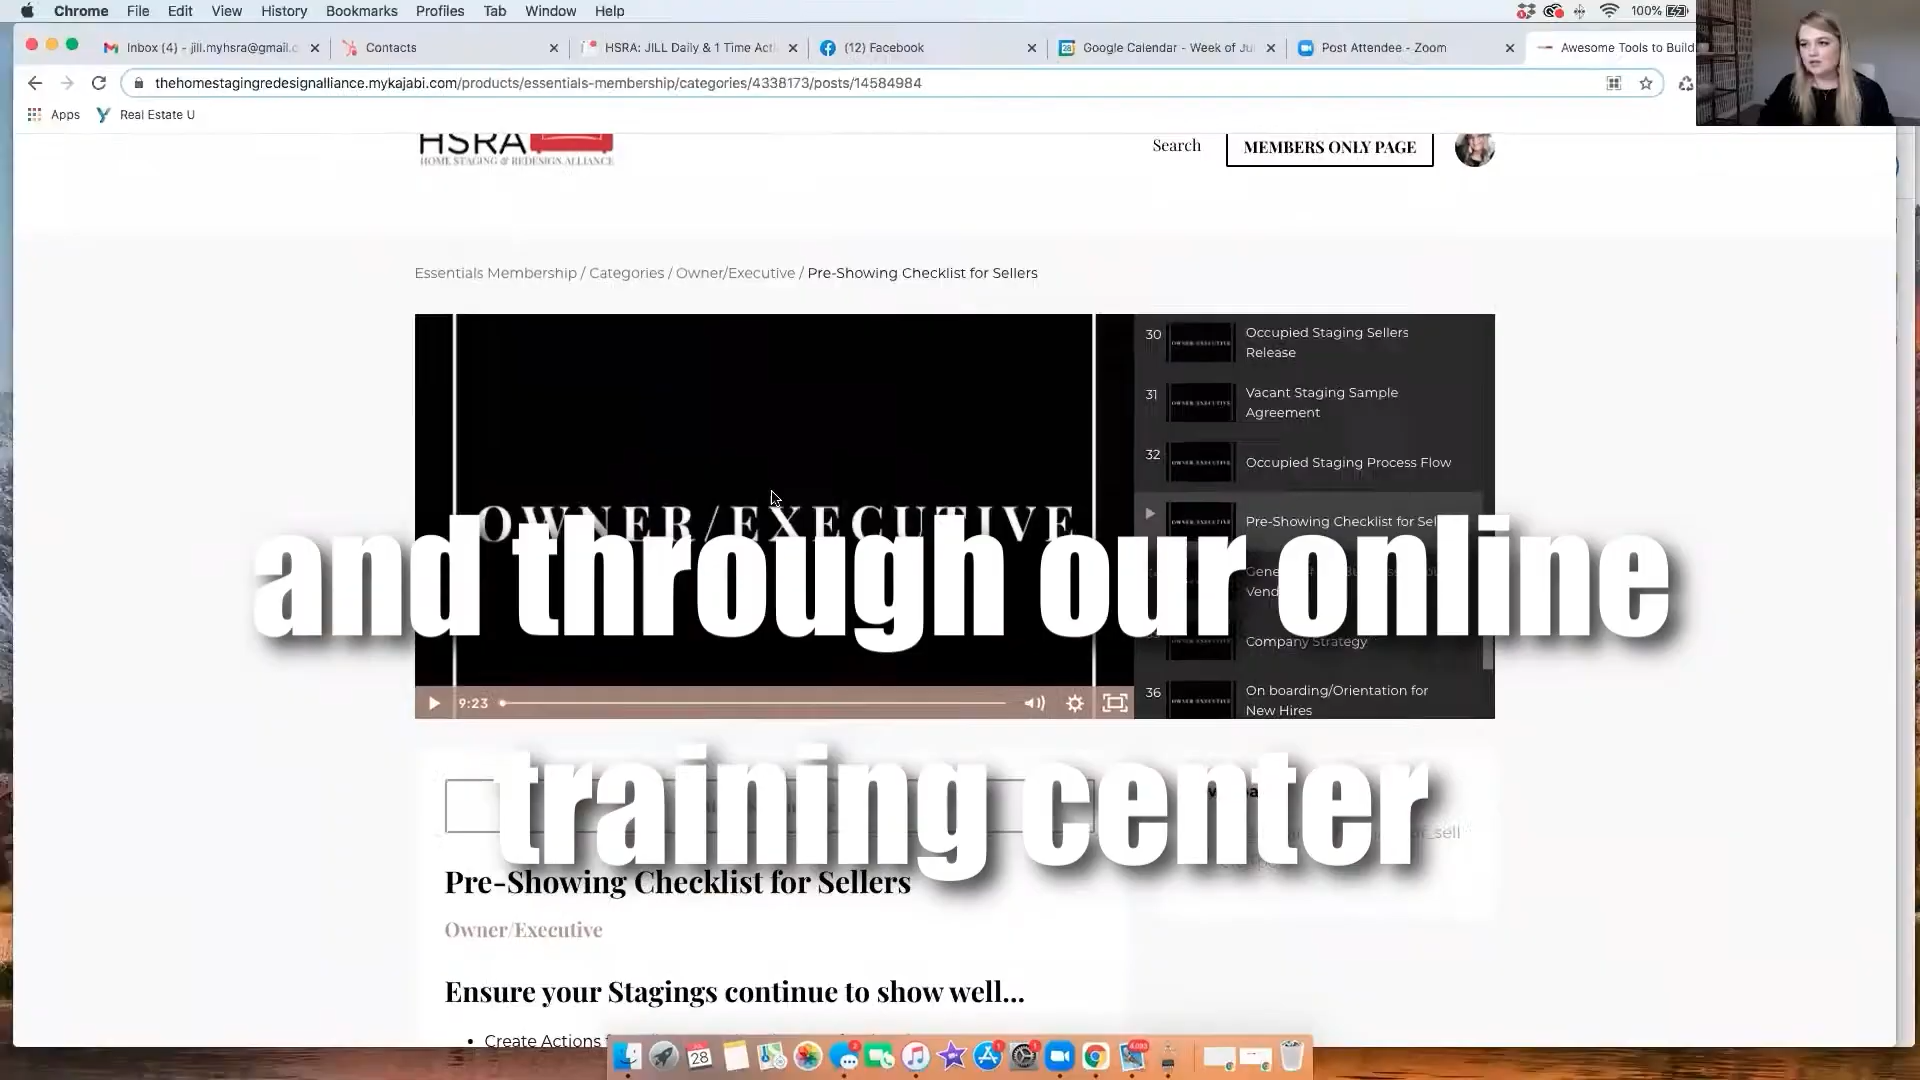 Chrome File Edit View History Bookmarks Profiles Tab Window Help 100%
Inbox (4) - jill.myhsra@gmail.c Contacts HSRA: JILL Daily & 1 Time Acti (12) Facebook Google Calendar - Week of Ju Post Attendee - Zoom Awesome Tools to Build
thehomestagingredesignalliance.mykajabi.com/products/essentials-membership/categories/4338173/posts/14584984
Apps Real Estate U
HSRA
HOME STAGING & REDESIGN ALLIANCE
Search MEMBERS ONLY PAGE
Essentials Membership / Categories / Owner/Executive / Pre-Showing Checklist for Sellers
OWNER/EXECUTIVE
30 Occupied Staging Sellers
Release
31 Vacant Staging Sample
Agreement
32 Occupied Staging Process Flow
Pre-Showing Checklist for Sel
Gene
Vend
Company Strategy
36 On boarding/Orientation for
New Hires
9:23
and through our online
training center
Pre-Showing Checklist for Sellers
Owner/Executive
Ensure your Stagings continue to show well...
• Create Actions
28